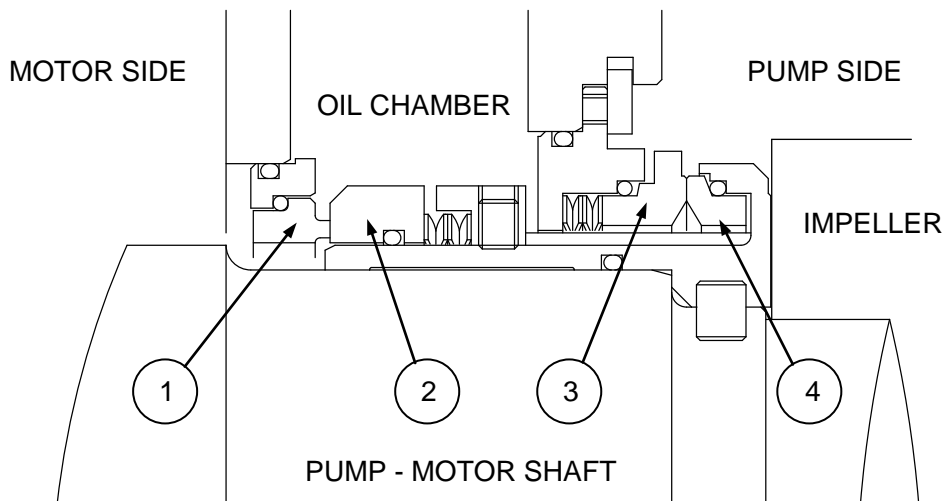 MOTOR SIDE
PUMP SIDE
OIL CHAMBER
IMPELLER
1
2
3
4
PUMP - MOTOR SHAFT